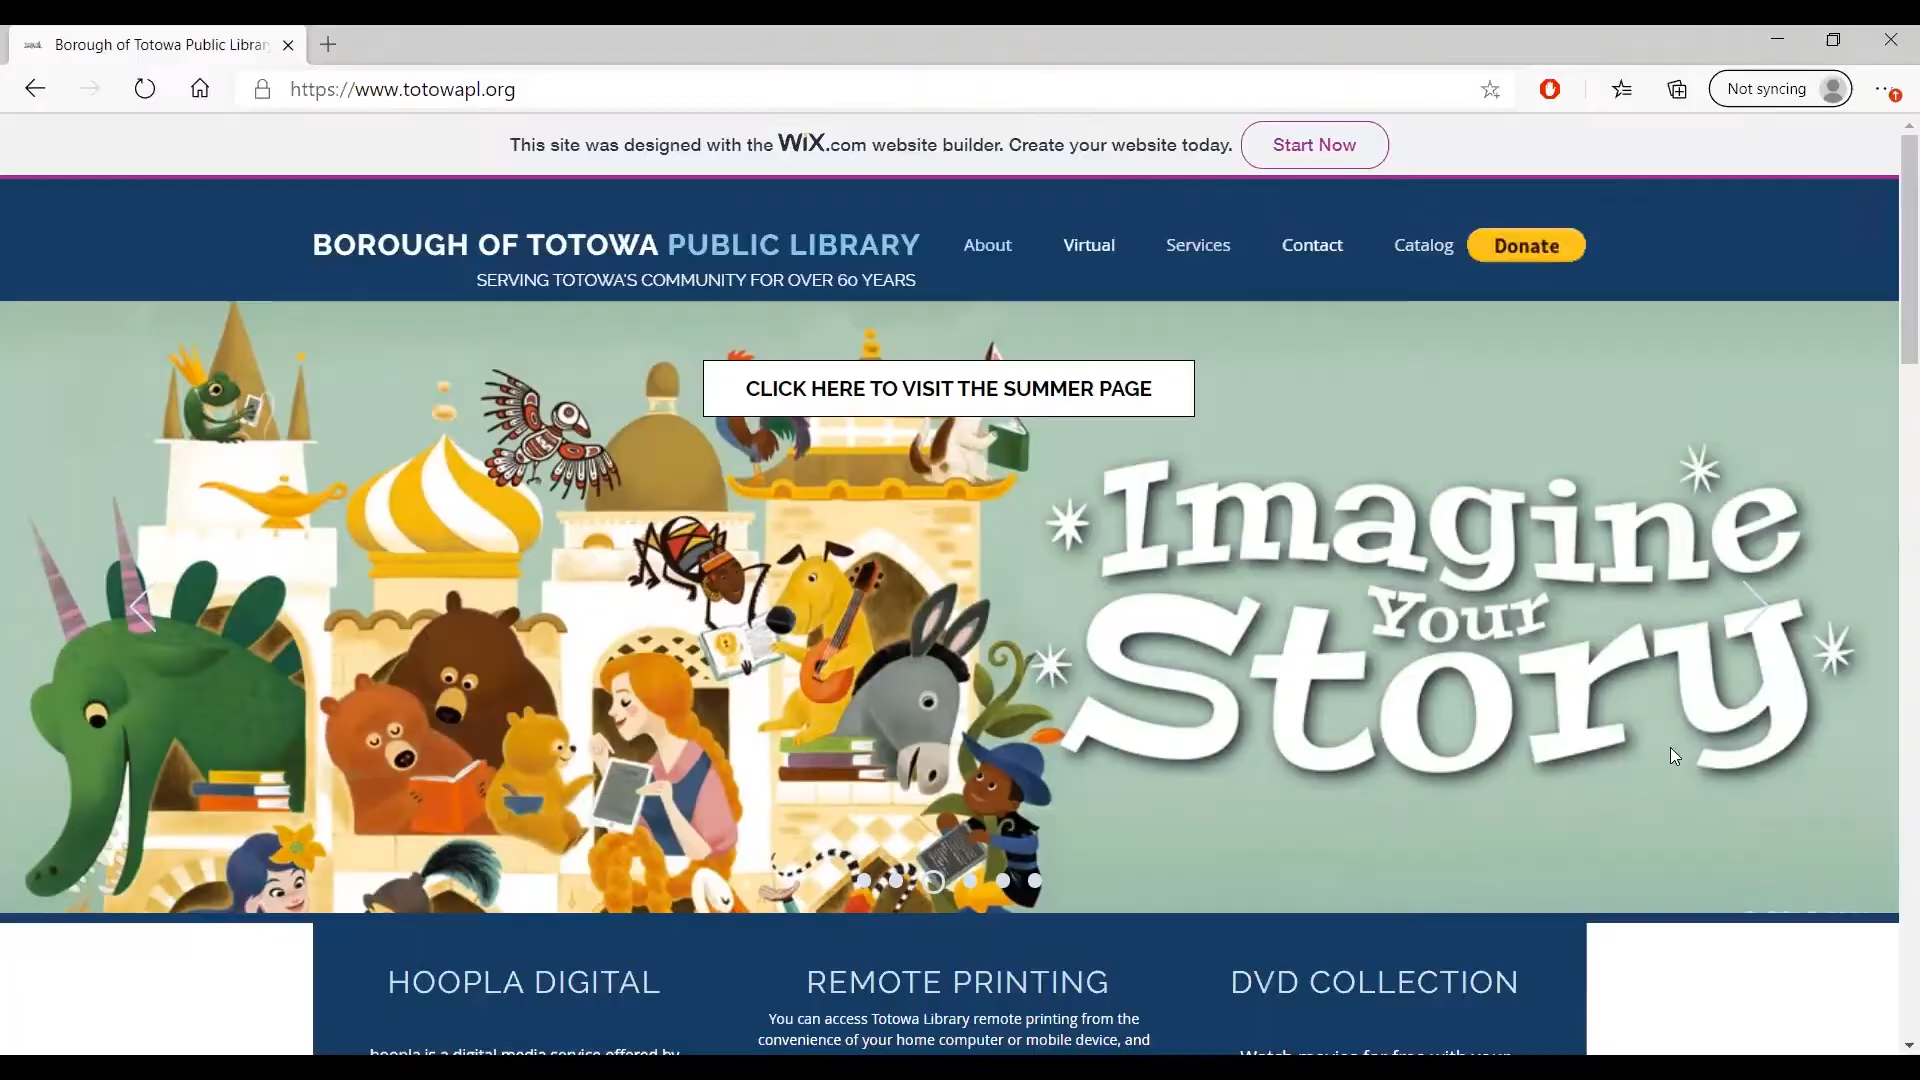 Borough of Totowa Public Librar
https://www.totowapl.org
Not syncing
This site was designed with the WiX.com website builder. Create your website today.
Start Now
BOROUGH OF TOTOWA PUBLIC LIBRARY
SERVING TOTOWA'S COMMUNITY FOR OVER 60 YEARS
About
Virtual
Services
Contact
Catalog
Donate
CLICK HERE TO VISIT THE SUMMER PAGE
Imagine
Your
Story
HOOPLA DIGITAL
REMOTE PRINTING
DVD COLLECTION
You can access Totowa Library remote printing from the
convenience of your home computer or mobile device, and
hoopla is a digital media service offered by
Watch movies for free with your